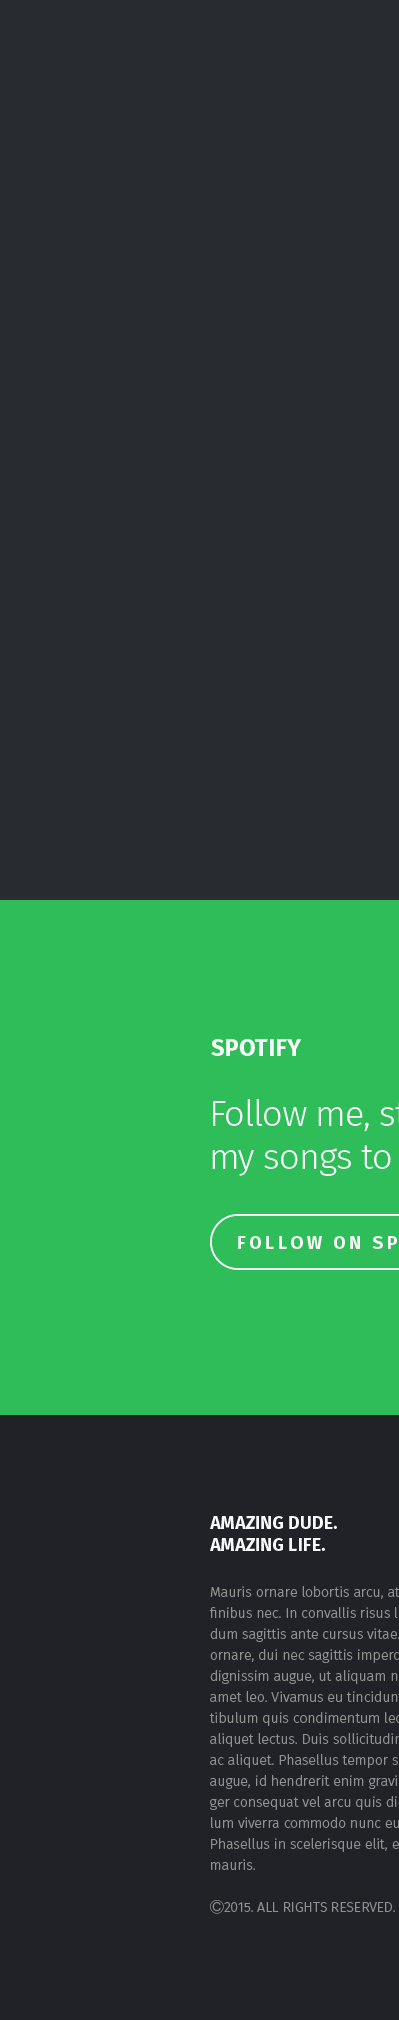 SPOTIFY
Follow me, st
my songs to
FOLLOW ON SP
AMAZING DUDE.
AMAZING LIFE.
Mauris ornare lobortis arcu, at
finibus nec. In convallis risus l
dum sagittis ante cursus vitae.
ornare, dui nec sagittis imperd
dignissim augue, ut aliquam n
amet leo. Vivamus eu tincidun
tibulum quis condimentum lec
aliquet lectus. Duis sollicitudin
ac aliquet. Phasellus tempor s
augue, id hendrerit enim gravi
ger consequat vel arcu quis di
lum viverra commodo nunc eu
Phasellus in scelerisque elit, e
mauris.
©2015. ALL RIGHTS RESERVED.